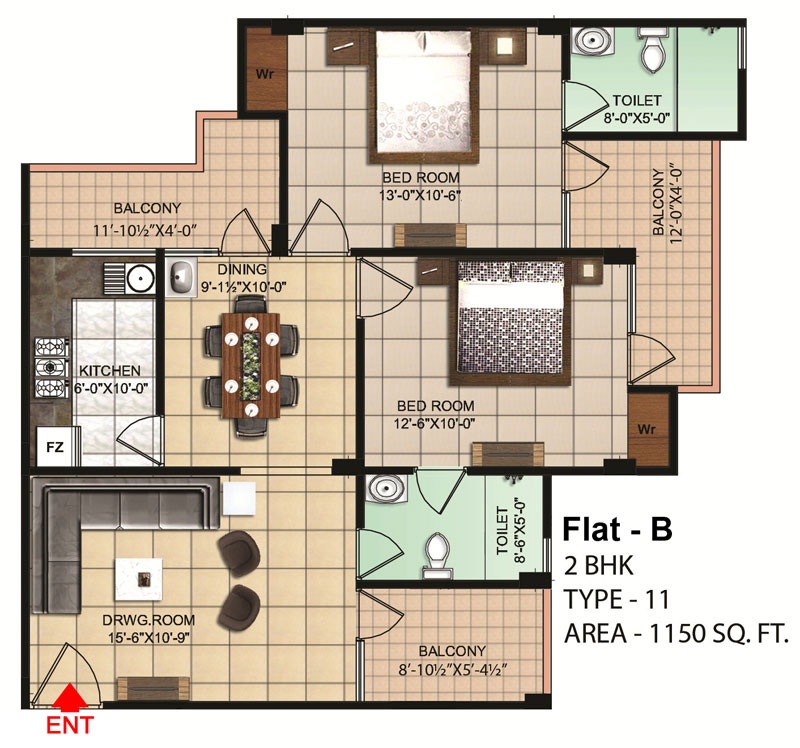 Wr
TOILET
8'-0"X5'-0"
BED ROOM
13'-0"X10'-6"
BALCONY
11'-10½"X4'-0"
BALCONY
12'-0"X4'-0"
DINING
9'-1½"X10'-0"
KITCHEN
6'-0"X10'-0"
FZ
BED ROOM
12'-6"X10'-0"
Wr
TOILET
8'-6"X5'-0"
DRWG.ROOM
15'-6"X10'-9"
BALCONY
8'-10½"X5'-4½"
ENT
Flat - B
2 BHK
TYPE - 11
AREA - 1150 SQ. FT.